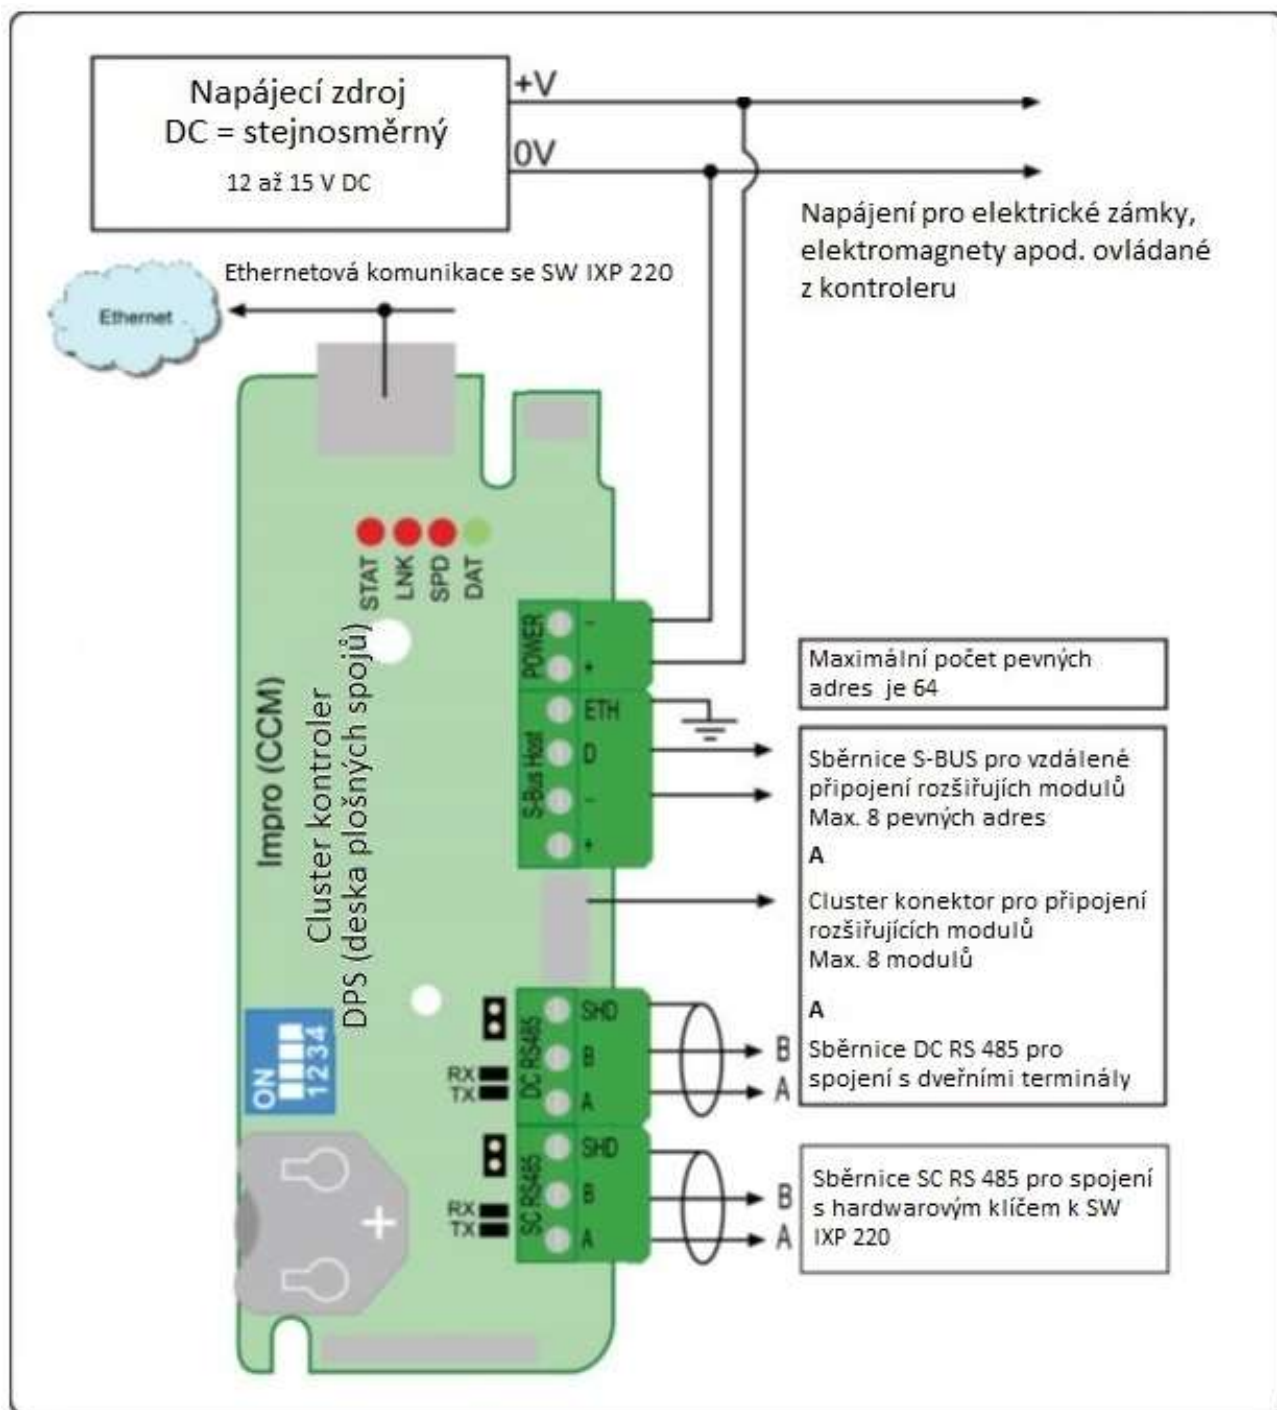 Napájecí zdroj
DC = stejnosměrný
12 až 15 V DC
+V
0V
Napájení pro elektrické zámky,
elektromagnety apod. ovládané
z kontroleru
Ethernetová komunikace se SW IXP 220
Ethernet
STAT
LNK
SPD
DAT
Impro (CCM)
Cluster kontroler
DPS (deska plošných spojů)
POWER
-
+
S-Bus Host
ETH
D
-
+
Maximální počet pevných
adres je 64
Sběrnice S-BUS pro vzdálené
připojení rozšiřujích modulů
Max. 8 pevných adres
A
Cluster konektor pro připojení
rozšiřujících modulů
Max. 8 modulů
A
Sběrnice DC RS 485 pro
spojení s dveřními terminály
ON
1 2 3 4
RX
TX
DC RS485
SHD
B
A
B
A
RX
TX
SC RS485
SHD
B
A
B
A
+
Sběrnice SC RS 485 pro spojení
s hardwarovým klíčem k SW
IXP 220